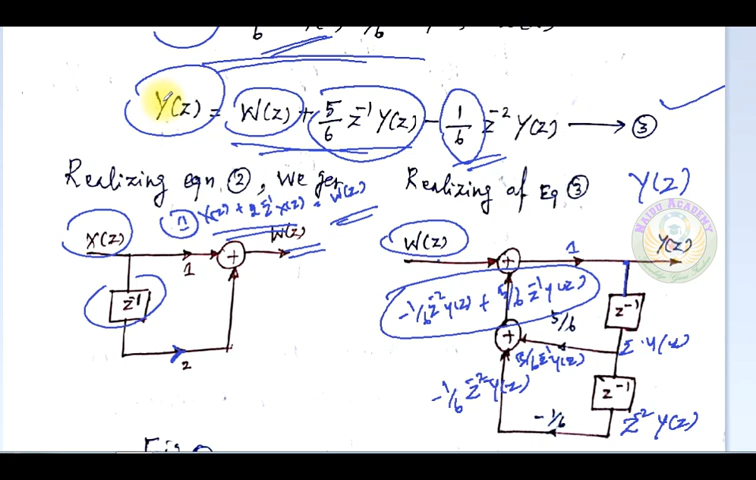 Y(z) = W(z) + 5/6 z⁻¹ Y(z) − 1/6 z⁻² Y(z) ⟶ ③
Realizing eqn ②, we get
Realizing of Eq ③
Y(z)
1 X(z) + 2 z⁻¹ X(z) = W(z)
X(z)
1
+
W(z)
z⁻¹
2
W(z)
+
1
Y(z)
−1/6 z⁻² Y(z) + 5/6 z⁻¹ Y(z)
5/6
z⁻¹
+
5/6 z⁻¹ Y(z)
−1/6 z⁻² Y(z)
z⁻¹
−1/6
z⁻² Y(z)
NAIDU ACADEMY